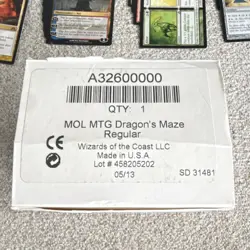 A32600000
QTY: 1
MOL MTG Dragon's Maze
Regular
Wizards of the Coast LLC
Made in U.S.A
Lot # 458205202
05/13
SD 31481